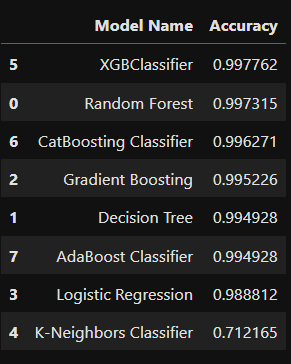 Model Name Accuracy
5 XGBClassifier 0.997762
0 Random Forest 0.997315
6 CatBoosting Classifier 0.996271
2 Gradient Boosting 0.995226
1 Decision Tree 0.994928
7 AdaBoost Classifier 0.994928
3 Logistic Regression 0.988812
4 K-Neighbors Classifier 0.712165